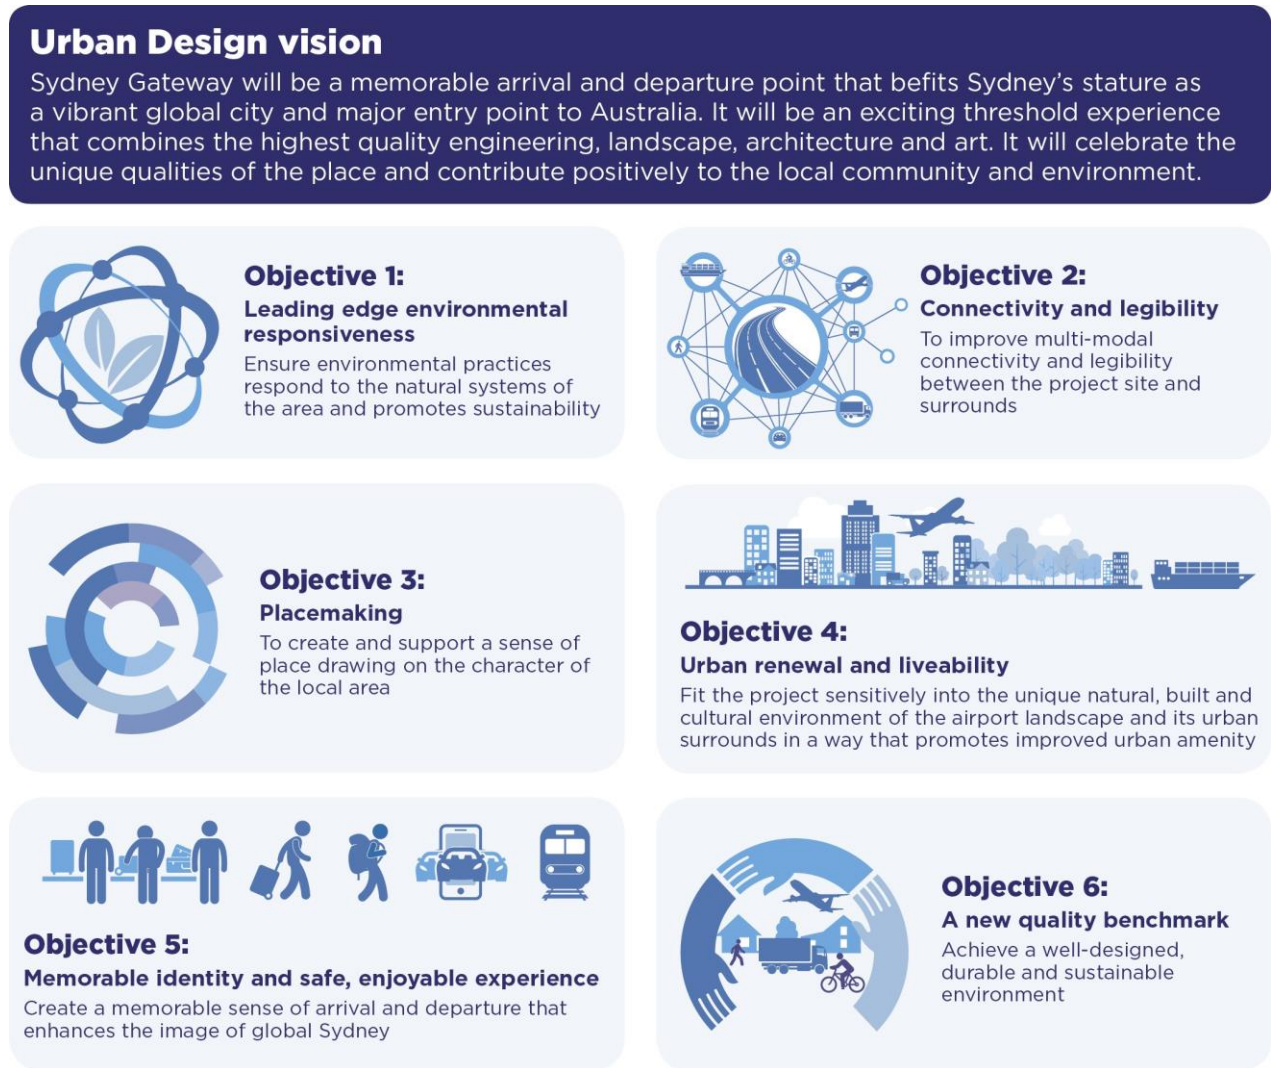 Urban Design vision
Sydney Gateway will be a memorable arrival and departure point that befits Sydney's stature as
a vibrant global city and major entry point to Australia. It will be an exciting threshold experience
that combines the highest quality engineering, landscape, architecture and art. It will celebrate the
unique qualities of the place and contribute positively to the local community and environment.
Objective 1:
Leading edge environmental
responsiveness
Ensure environmental practices
respond to the natural systems of
the area and promotes sustainability
Objective 2:
Connectivity and legibility
To improve multi-modal
connectivity and legibility
between the project site and
surrounds
Objective 3:
Placemaking
To create and support a sense of
place drawing on the character of
the local area
Objective 4:
Urban renewal and liveability
Fit the project sensitively into the unique natural, built and
cultural environment of the airport landscape and its urban
surrounds in a way that promotes improved urban amenity
Objective 5:
Memorable identity and safe, enjoyable experience
Create a memorable sense of arrival and departure that
enhances the image of global Sydney
Objective 6:
A new quality benchmark
Achieve a well-designed,
durable and sustainable
environment